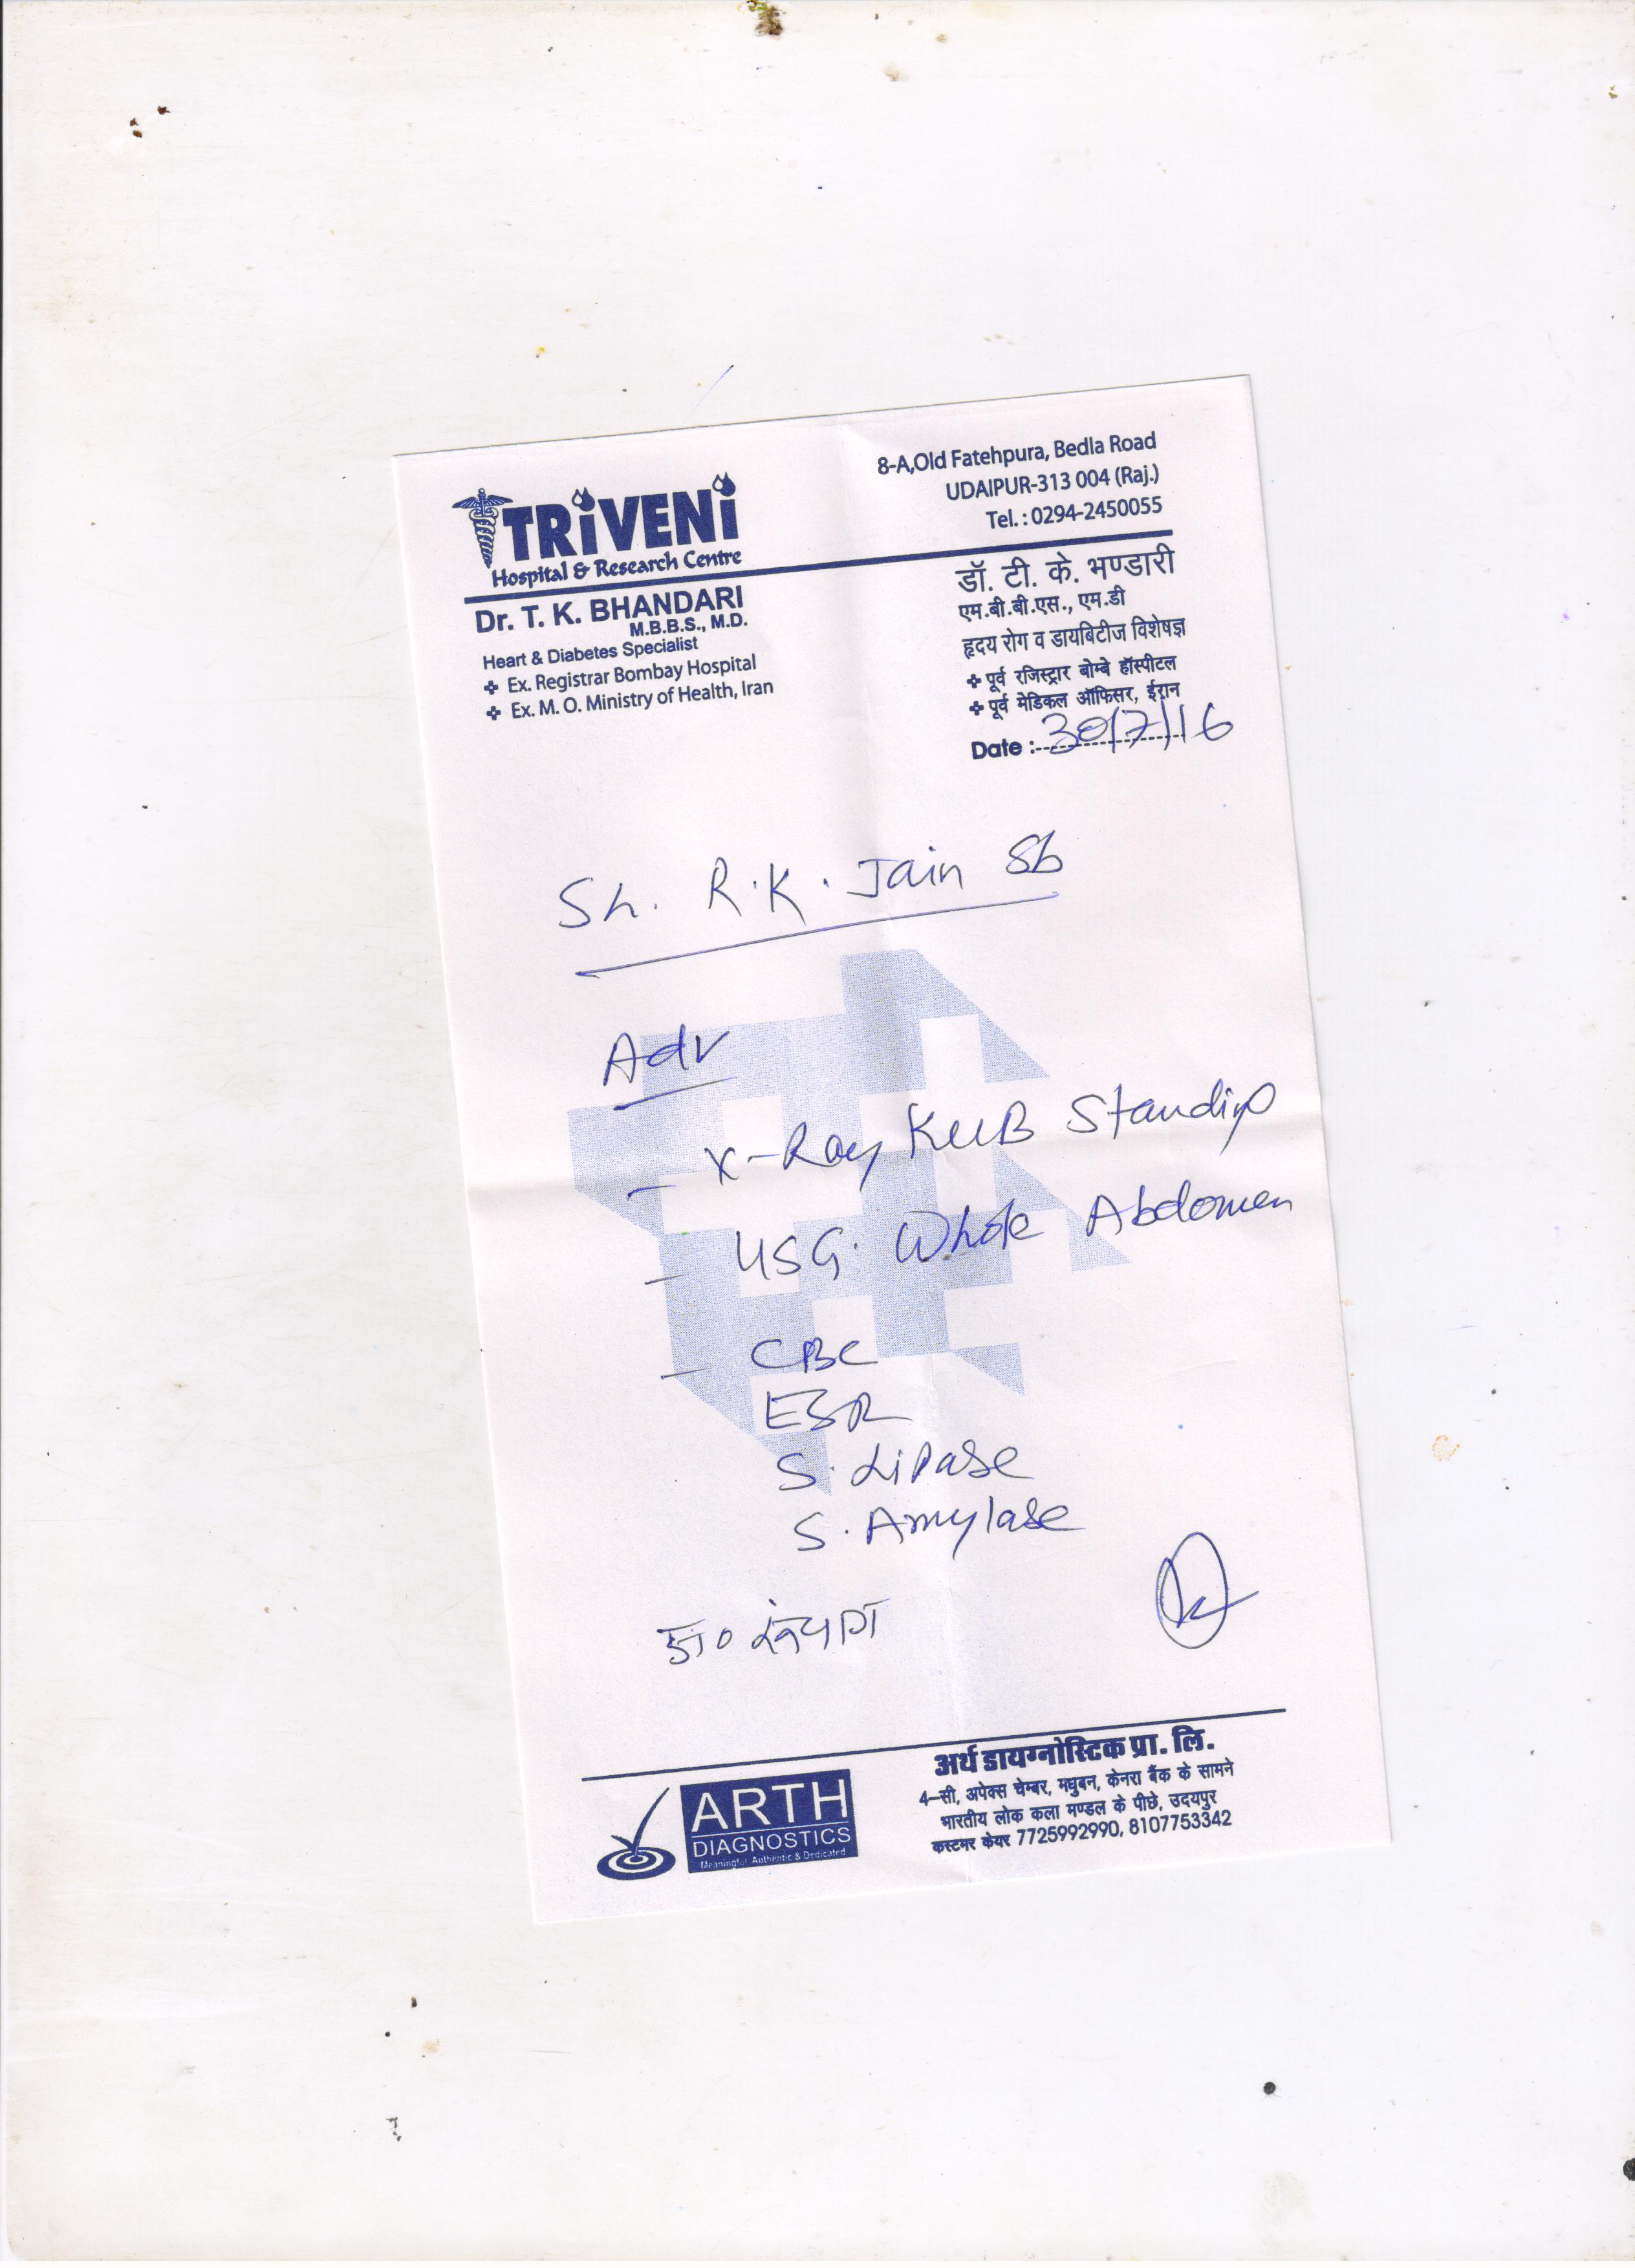 TRIVENI
Hospital & Research Centre
8-A,Old Fatehpura, Bedla Road
UDAIPUR-313 004 (Raj.)
Tel. : 0294-2450055
Dr. T. K. BHANDARI
M.B.B.S., M.D.
Heart & Diabetes Specialist
✤ Ex. Registrar Bombay Hospital
✤ Ex. M. O. Ministry of Health, Iran
डॉ. टी. के. भण्डारी
एम.बी.बी.एस., एम.डी
हृदय रोग व डायबिटीज विशेषज्ञ
✤ पूर्व रजिस्ट्रार बोम्बे हॉस्पीटल
✤ पूर्व मेडिकल ऑफिसर, ईरान
Date : 30/7/16
Sh. R.K. Jain Sb
Adv
- X-Ray KUB Standing
- USG. Whole Abdomen
- CBC
ESR
S. Lipase
S. Amylase
ARTH
DIAGNOSTICS
Meaningful, Authentic & Dedicated
अर्थ डायग्नोस्टिक प्रा. लि.
4-सी, अपेक्स चेम्बर, मधुबन, केनरा बैंक के सामने
भारतीय लोक कला मण्डल के पीछे, उदयपुर
कस्टमर केयर 7725992990, 8107753342